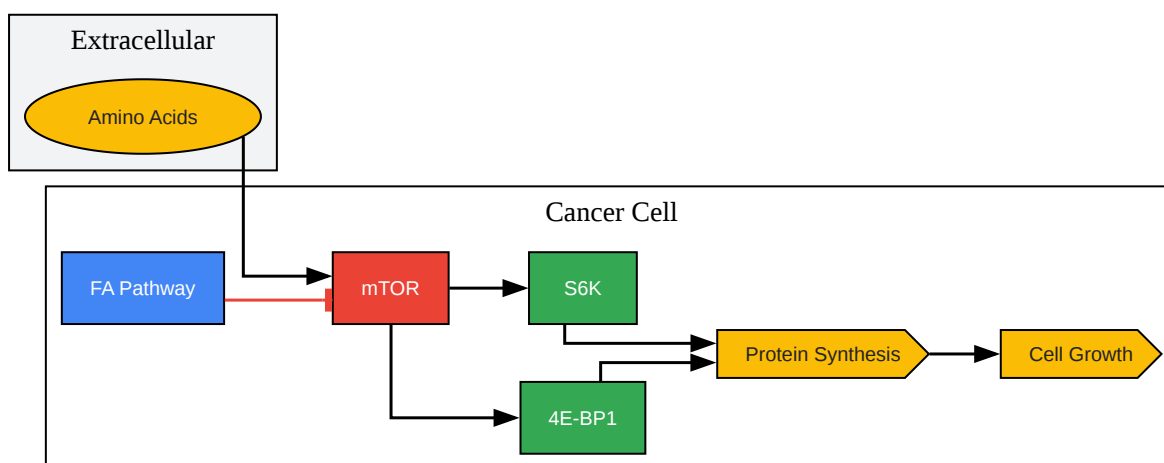 Extracellular
Amino Acids
Cancer Cell
FA Pathway
mTOR
S6K
Protein Synthesis
Cell Growth
4E-BP1